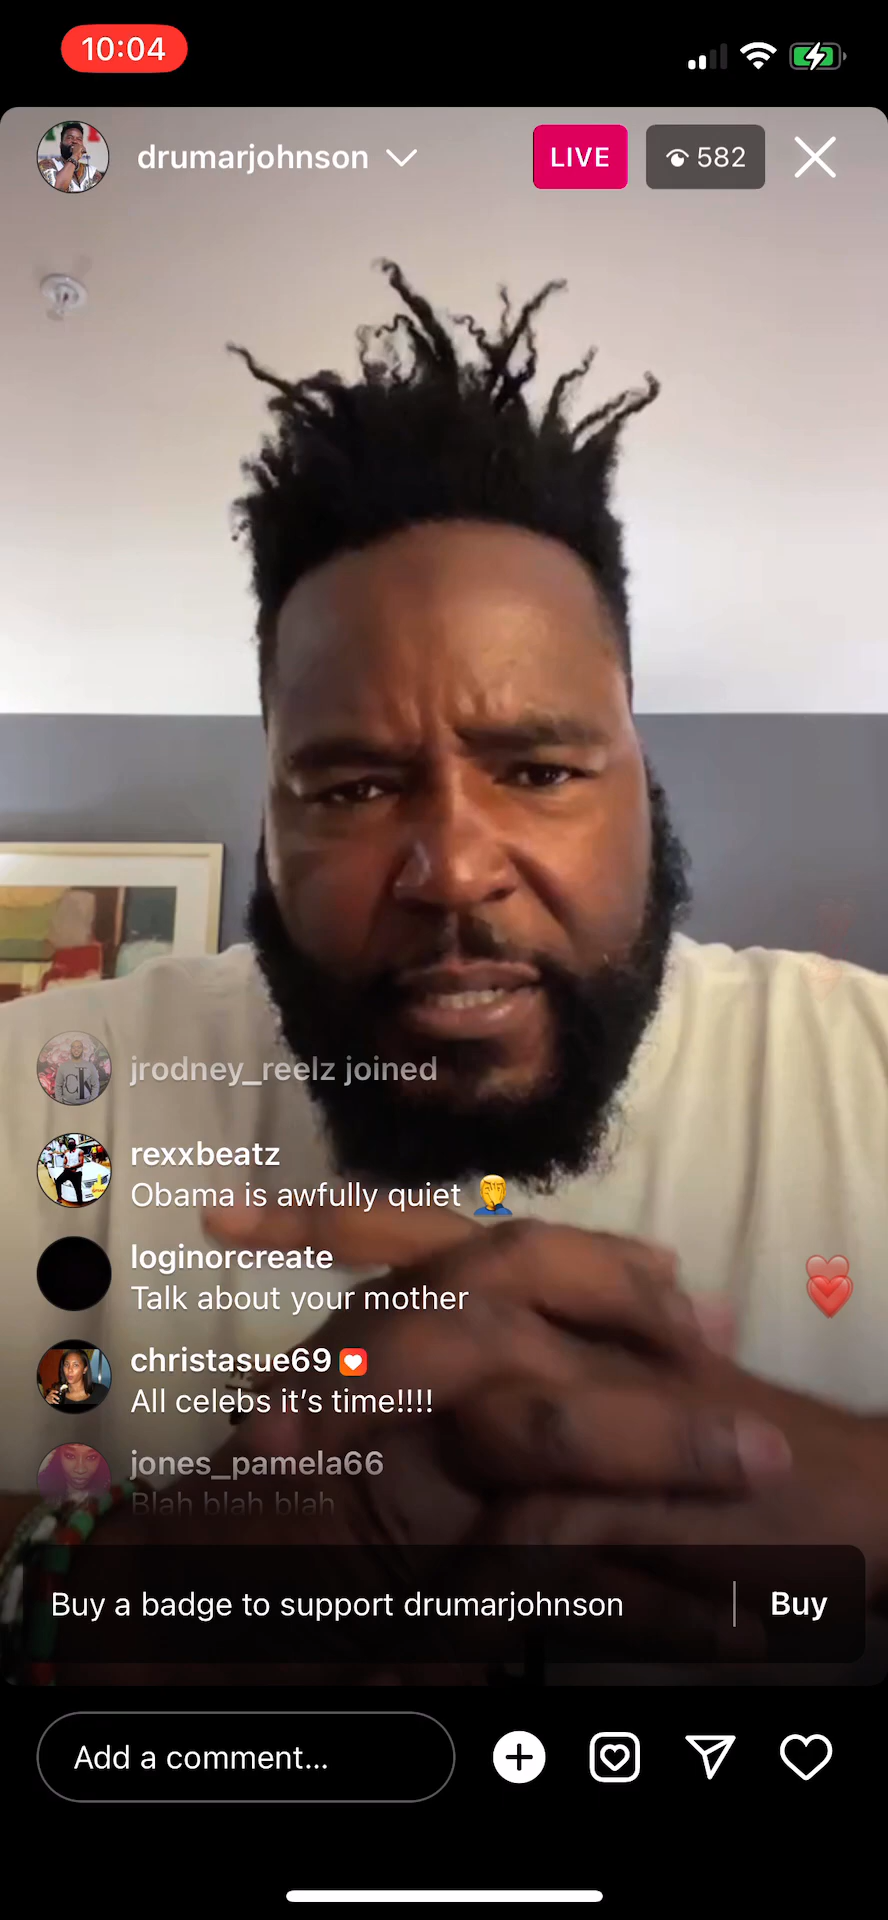 10:04
drumarjohnson
LIVE
582
jrodney_reelz joined
rexxbeatz
Obama is awfully quiet 🤦‍♂️
loginorcreate
Talk about your mother
christasue69
All celebs it's time!!!!
jones_pamela66
Blah blah blah
Buy a badge to support drumarjohnson
Buy
Add a comment...